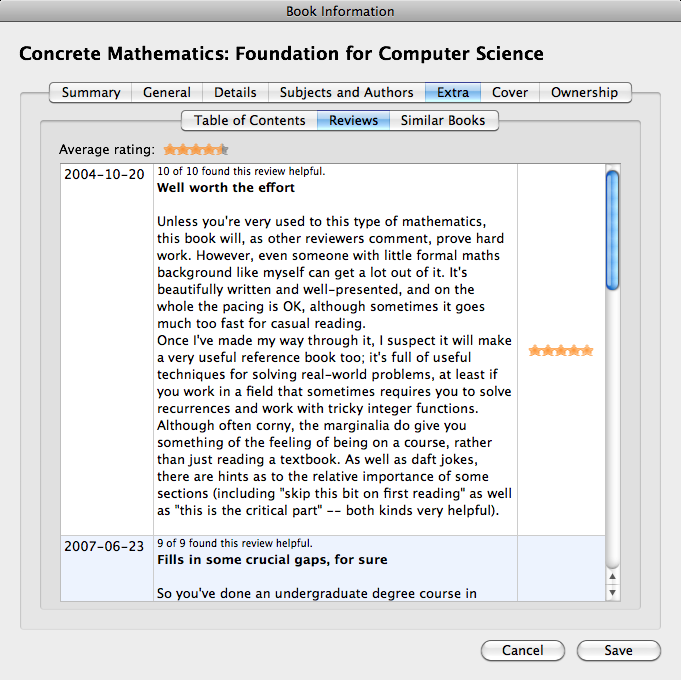 Book Information
Concrete Mathematics: Foundation for Computer Science
Summary General Details Subjects and Authors Extra Cover Ownership
Table of Contents Reviews Similar Books
Average rating:
2004-10-20
10 of 10 found this review helpful.
Well worth the effort
Unless you're very used to this type of mathematics,
this book will, as other reviewers comment, prove hard
work. However, even someone with little formal maths
background like myself can get a lot out of it. It's
beautifully written and well-presented, and on the
whole the pacing is OK, although sometimes it goes
much too fast for casual reading.
Once I've made my way through it, I suspect it will make
a very useful reference book too; it's full of useful
techniques for solving real-world problems, at least if
you work in a field that sometimes requires you to solve
recurrences and work with tricky integer functions.
Although often corny, the marginalia do give you
something of the feeling of being on a course, rather
than just reading a textbook. As well as daft jokes,
there are hints as to the relative importance of some
sections (including "skip this bit on first reading" as well
as "this is the critical part" -- both kinds very helpful).
2007-06-23
9 of 9 found this review helpful.
Fills in some crucial gaps, for sure
So you've done an undergraduate degree course in
Cancel Save